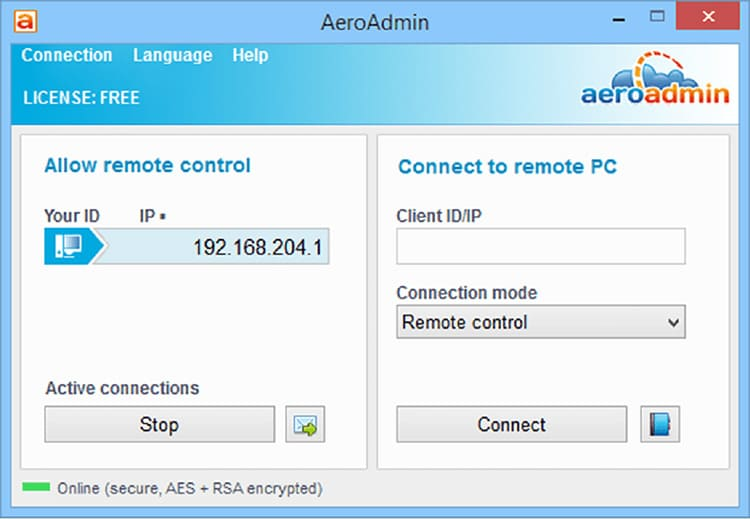 a
AeroAdmin
Connection Language Help
LICENSE: FREE
aeroadmin
Allow remote control
Your ID IP
192.168.204.1
Active connections
Stop
Connect to remote PC
Client ID/IP
Connection mode
Remote control
Connect
Online (secure, AES + RSA encrypted)